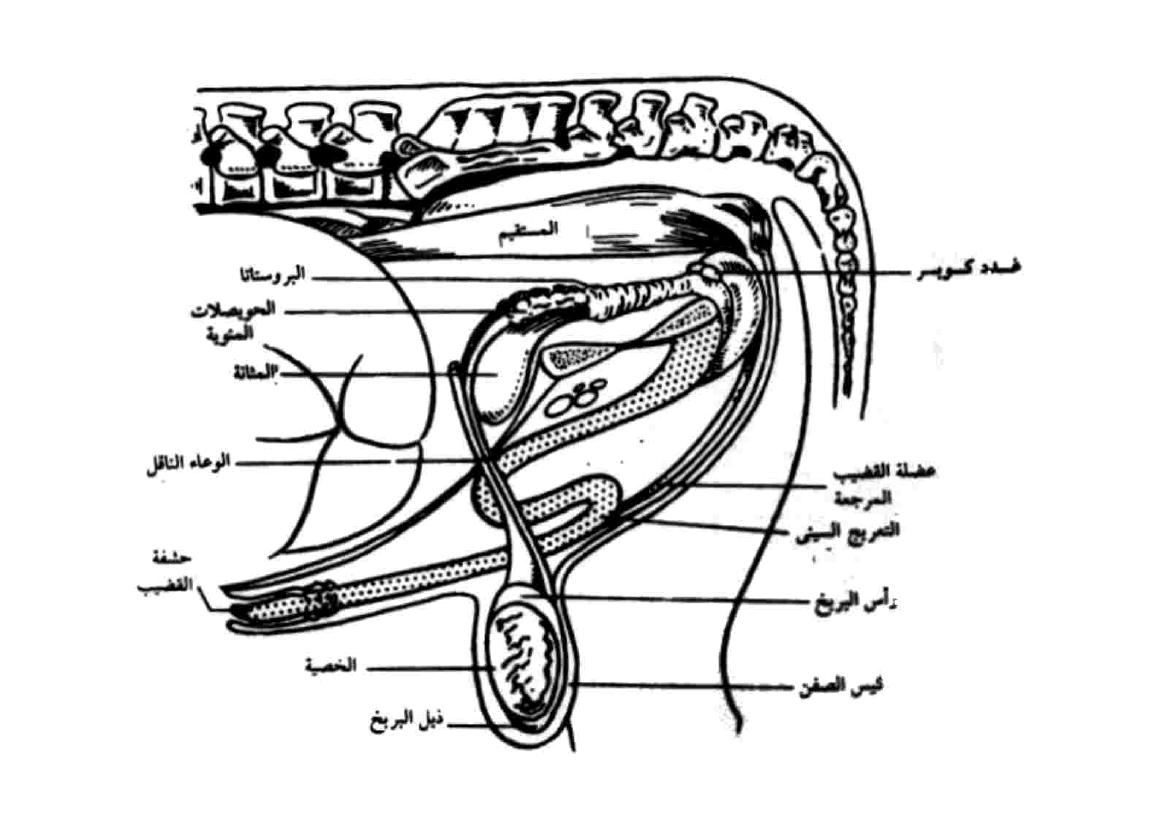 المستقيم
غدد كوبر
البروستاتا
الحويصلات
المنوية
المثانة
الوعاء الناقل
عضلة القضيب
المرجعة
التعريج السيني
حشفة
القضيب
رأس البربخ
الخصية
كيس الصفن
ذيل البربخ